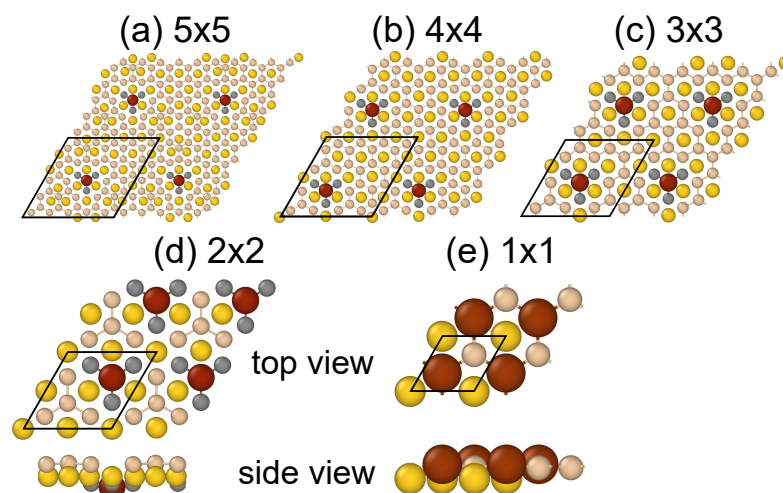 (a) 5x5
(b) 4x4
(c) 3x3
(d) 2x2
(e) 1x1
top view
side view